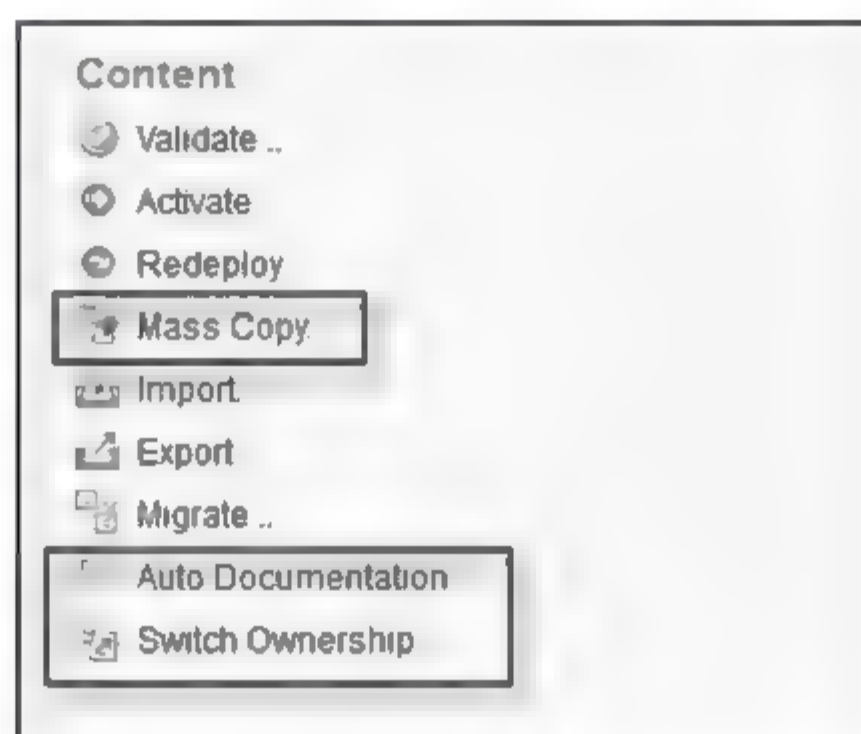 Content
Validate ..
Activate
Redeploy
Mass Copy
Import
Export
Migrate ..
Auto Documentation
Switch Ownership